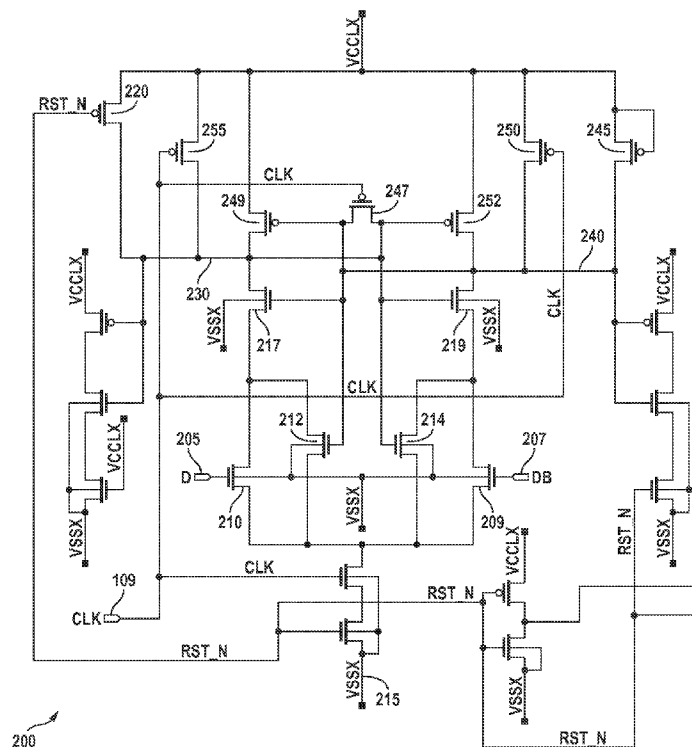 VCCLX
220
RST_N
255
250
245
CLK
249
247
252
240
230
VCCLX
VSSX
217
219
VSSX
CLK
VCCLX
CLK
212
214
VCCLX
205
D
207
DB
210
VSSX
209
VSSX
VSSX
RST_N
CLK
VCCLX
109
CLK
RST_N
RST_N
VSSX
215
VSSX
RST_N
200